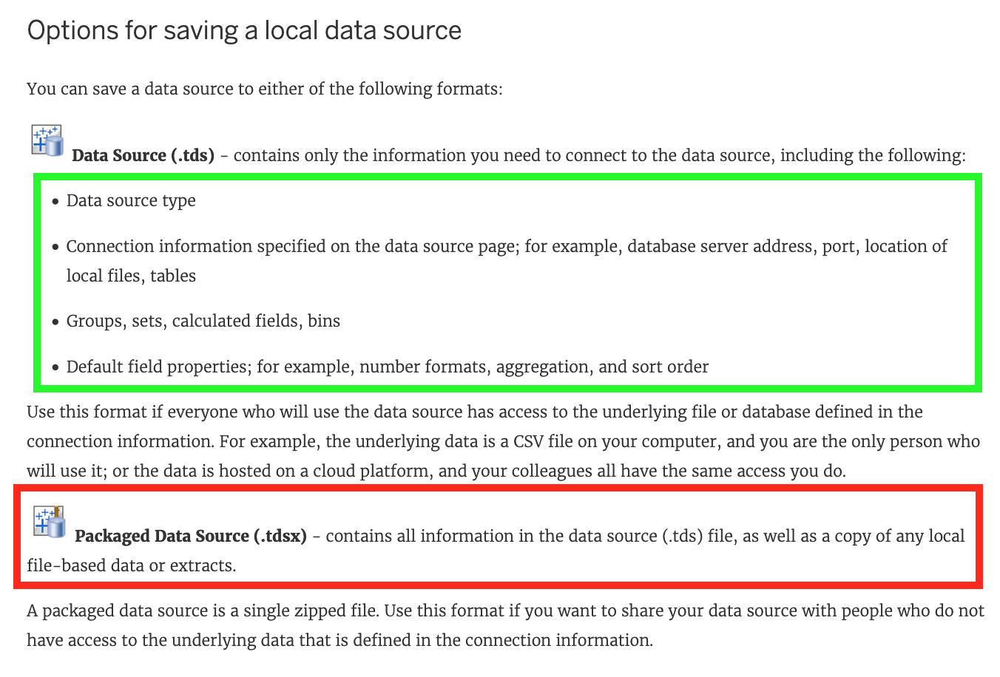 Options for saving a local data source
You can save a data source to either of the following formats:
Data Source (.tds) – contains only the information you need to connect to the data source, including the following:
• Data source type
• Connection information specified on the data source page; for example, database server address, port, location of
local files, tables
• Groups, sets, calculated fields, bins
• Default field properties; for example, number formats, aggregation, and sort order
Use this format if everyone who will use the data source has access to the underlying file or database defined in the
connection information. For example, the underlying data is a CSV file on your computer, and you are the only person who
will use it; or the data is hosted on a cloud platform, and your colleagues all have the same access you do.
Packaged Data Source (.tdsx) – contains all information in the data source (.tds) file, as well as a copy of any local
file-based data or extracts.
A packaged data source is a single zipped file. Use this format if you want to share your data source with people who do not
have access to the underlying data that is defined in the connection information.